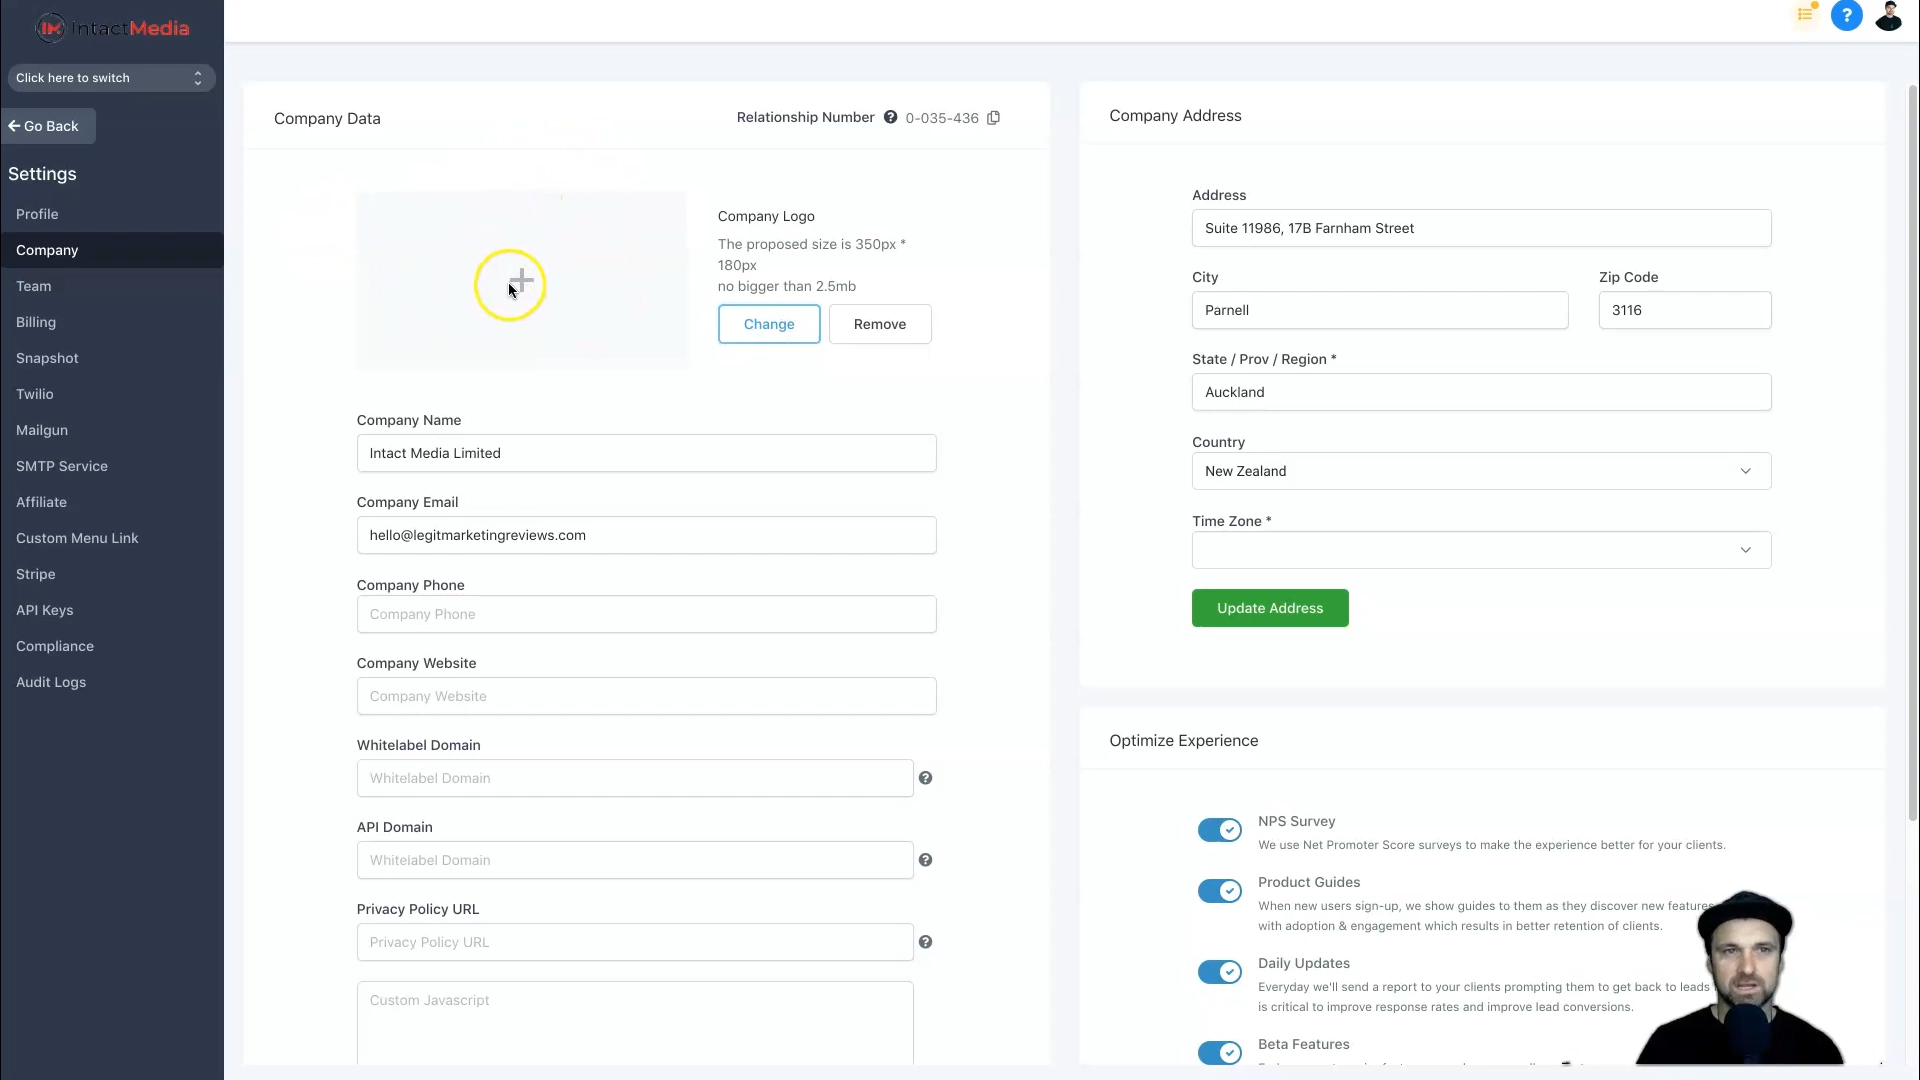 IntactMedia
Click here to switch
Go Back
Settings
Profile
Company
Team
Billing
Snapshot
Twilio
Mailgun
SMTP Service
Affiliate
Custom Menu Link
Stripe
API Keys
Compliance
Audit Logs
?
Company Data
Relationship Number ? 0-035-436
Company Logo
The proposed size is 350px *
180px
no bigger than 2.5mb
Change
Remove
Company Name
Intact Media Limited
Company Email
hello@legitmarketingreviews.com
Company Phone
Company Phone
Company Website
Company Website
Whitelabel Domain
Whitelabel Domain ?
API Domain
Whitelabel Domain ?
Privacy Policy URL
Privacy Policy URL ?
Custom Javascript
Company Address
Address
Suite 11986, 17B Farnham Street
City
Zip Code
Parnell
3116
State / Prov / Region *
Auckland
Country
New Zealand
Time Zone *
Update Address
Optimize Experience
NPS Survey
We use Net Promoter Score surveys to make the experience better for your clients.
Product Guides
When new users sign-up, we show guides to them as they discover new features
with adoption & engagement which results in better retention of clients.
Daily Updates
Everyday we'll send a report to your clients prompting them to get back to leads
is critical to improve response rates and improve lead conversions.
Beta Features